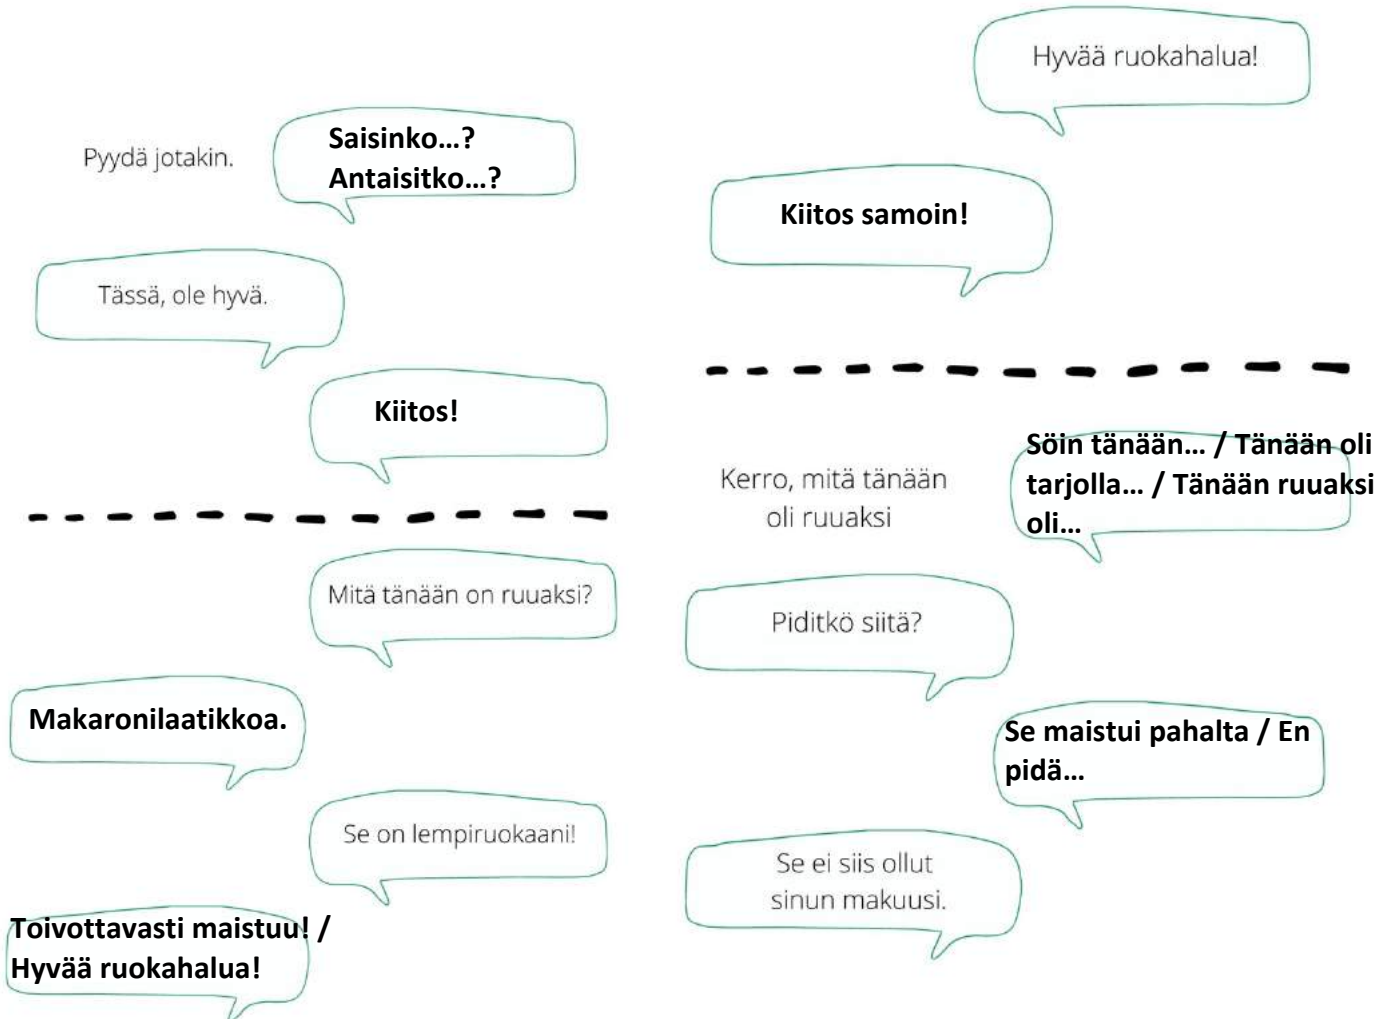 Pyydä jotakin.
Saisinko...?
Antaisitko...?
Tässä, ole hyvä.
Kiitos!
Mitä tänään on ruuaksi?
Makaronilaatikkoa.
Se on lempiruokaani!
Toivottavasti maistuu! /
Hyvää ruokahalua!
Hyvää ruokahalua!
Kiitos samoin!
Kerro, mitä tänään
oli ruuaksi
Söin tänään... / Tänään oli
tarjolla... / Tänään ruuaksi
oli...
Piditkö siitä?
Se maistui pahalta / En
pidä...
Se ei siis ollut
sinun makuusi.